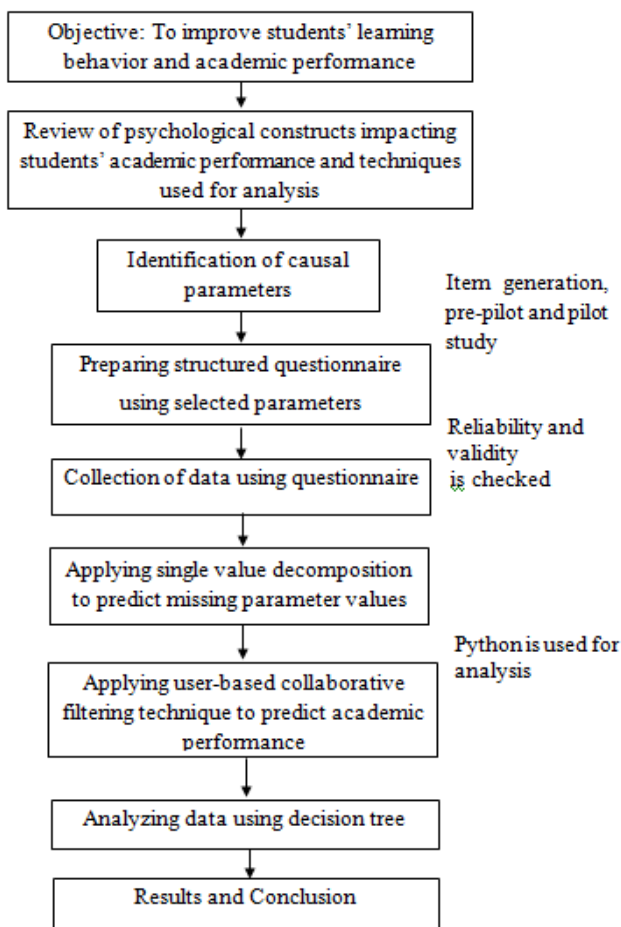 Objective: To improve students' learning
behavior and academic performance
Review of psychological constructs impacting
students' academic performance and techniques
used for analysis
Identification of causal
parameters
Item generation,
pre-pilot and pilot
study
Preparing structured questionnaire
using selected parameters
Reliability and
validity
is checked
Collection of data using questionnaire
Applying single value decomposition
to predict missing parameter values
Python is used for
analysis
Applying user-based collaborative
filtering technique to predict academic
performance
Analyzing data using decision tree
Results and Conclusion